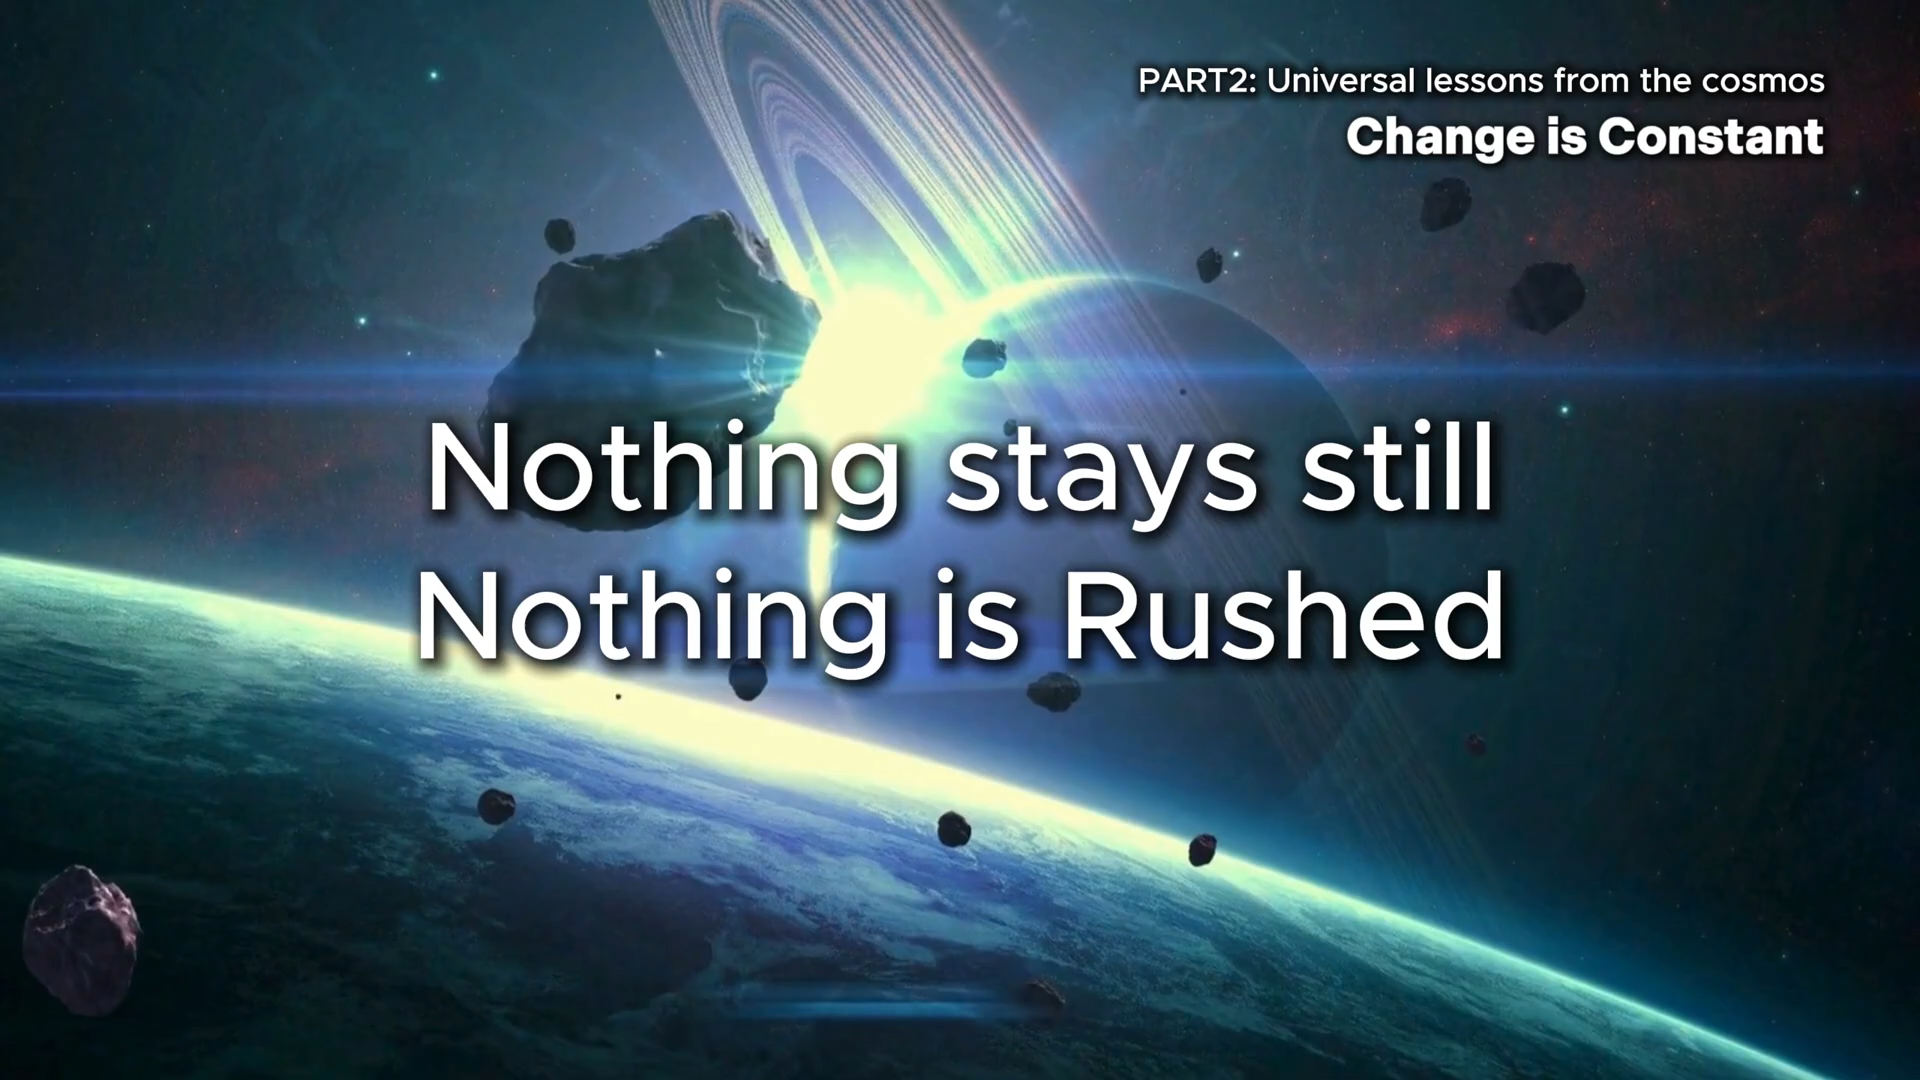 PART2: Universal lessons from the cosmos
Change is Constant
Nothing stays still
Nothing is Rushed